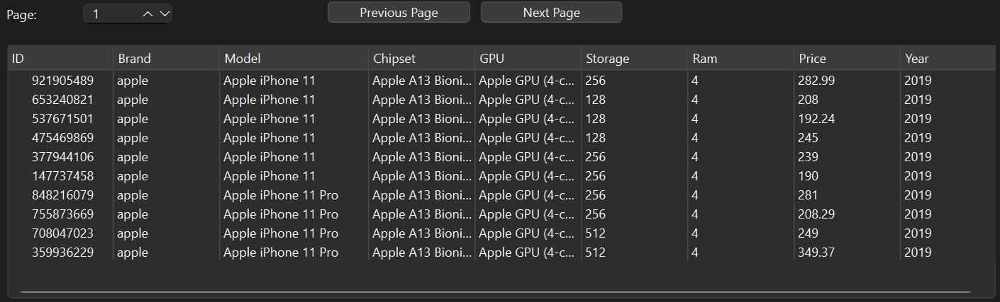 Page: 1 Previous Page Next Page
ID Brand Model Chipset GPU Storage Ram Price Year
921905489 apple Apple iPhone 11 Apple A13 Bioni... Apple GPU (4-c... 256 4 282.99 2019
653240821 apple Apple iPhone 11 Apple A13 Bioni... Apple GPU (4-c... 128 4 208 2019
537671501 apple Apple iPhone 11 Apple A13 Bioni... Apple GPU (4-c... 128 4 192.24 2019
475469869 apple Apple iPhone 11 Apple A13 Bioni... Apple GPU (4-c... 128 4 245 2019
377944106 apple Apple iPhone 11 Apple A13 Bioni... Apple GPU (4-c... 256 4 239 2019
147737458 apple Apple iPhone 11 Apple A13 Bioni... Apple GPU (4-c... 256 4 190 2019
848216079 apple Apple iPhone 11 Pro Apple A13 Bioni... Apple GPU (4-c... 256 4 281 2019
755873669 apple Apple iPhone 11 Pro Apple A13 Bioni... Apple GPU (4-c... 256 4 208.29 2019
708047023 apple Apple iPhone 11 Pro Apple A13 Bioni... Apple GPU (4-c... 512 4 249 2019
359936229 apple Apple iPhone 11 Pro Apple A13 Bioni... Apple GPU (4-c... 512 4 349.37 2019